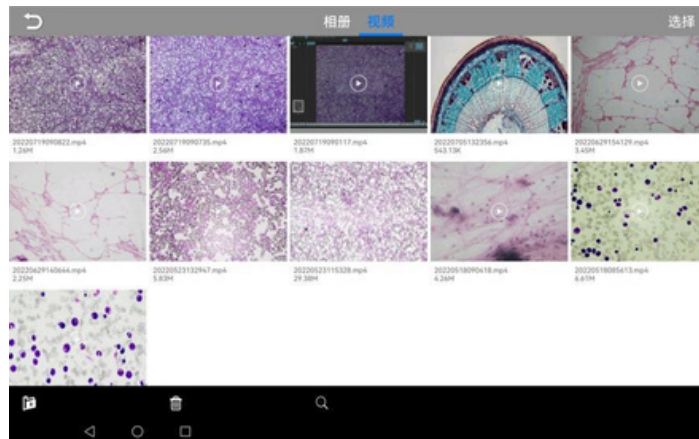 相册 视频 选择
20220719090822.mp4
1.26M
20220719090735.mp4
2.56M
20220719090117.mp4
1.87M
20220705132356.mp4
543.13K
20220629154129.mp4
3.45M
20220629140644.mp4
2.25M
20220523132947.mp4
5.83M
20220523115328.mp4
29.38M
20220518090418.mp4
4.26M
20220518085613.mp4
6.61M